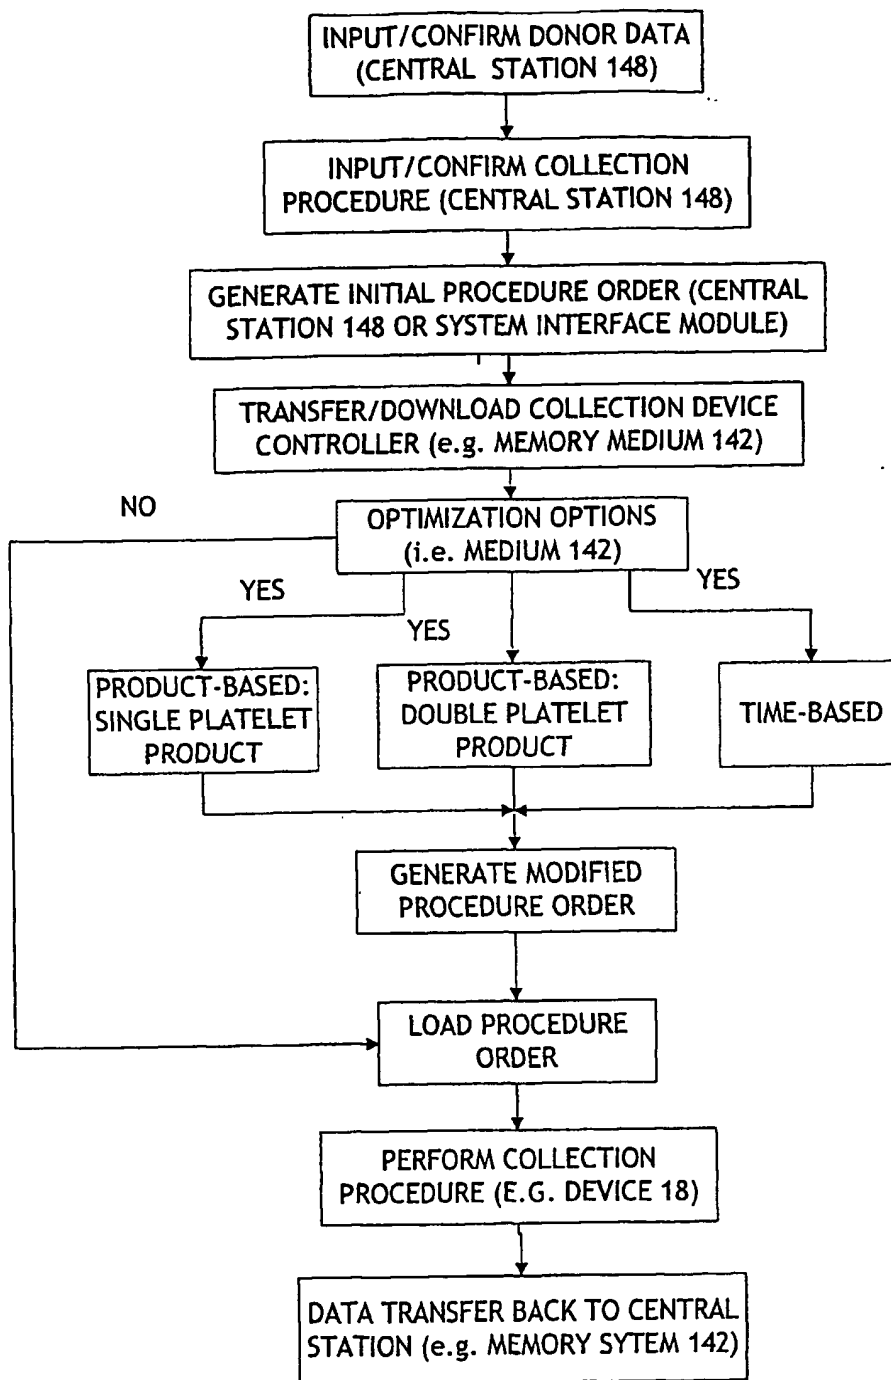 INPUT/CONFIRM DONOR DATA
(CENTRAL STATION 148)
INPUT/CONFIRM COLLECTION
PROCEDURE (CENTRAL STATION 148)
GENERATE INITIAL PROCEDURE ORDER (CENTRAL
STATION 148 OR SYSTEM INTERFACE MODULE)
TRANSFER/DOWNLOAD COLLECTION DEVICE
CONTROLLER (e.g. MEMORY MEDIUM 142)
NO
OPTIMIZATION OPTIONS
(i.e. MEDIUM 142)
YES
YES
YES
PRODUCT-BASED:
SINGLE PLATELET
PRODUCT
PRODUCT-BASED:
DOUBLE PLATELET
PRODUCT
TIME-BASED
GENERATE MODIFIED
PROCEDURE ORDER
LOAD PROCEDURE
ORDER
PERFORM COLLECTION
PROCEDURE (E.G. DEVICE 18)
DATA TRANSFER BACK TO CENTRAL
STATION (e.g. MEMORY SYTEM 142)